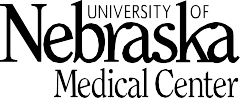 UNIVERSITY OF
Nebraska
Medical Center